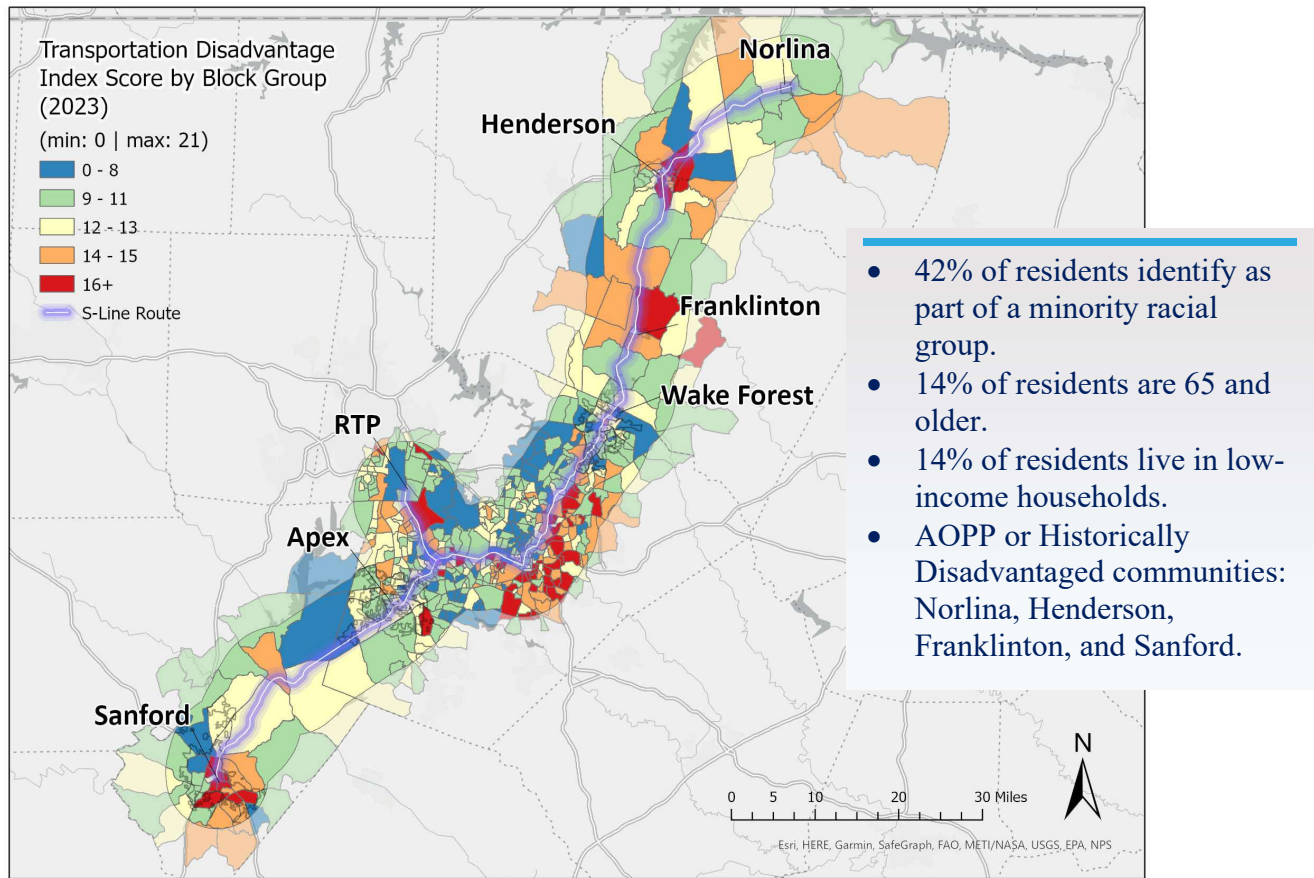 Transportation Disadvantage
Index Score by Block Group
(2023)
(min: 0 | max: 21)
0 - 8
9 - 11
12 - 13
14 - 15
16+
S-Line Route
Norlina
Henderson
Franklinton
Wake Forest
RTP
Apex
Sanford
• 42% of residents identify as
part of a minority racial
group.
• 14% of residents are 65 and
older.
• 14% of residents live in low-
income households.
• AOPP or Historically
Disadvantaged communities:
Norlina, Henderson,
Franklinton, and Sanford.
N
0 5 10 20 30 Miles
Esri, HERE, Garmin, SafeGraph, FAO, METI/NASA, USGS, EPA, NPS